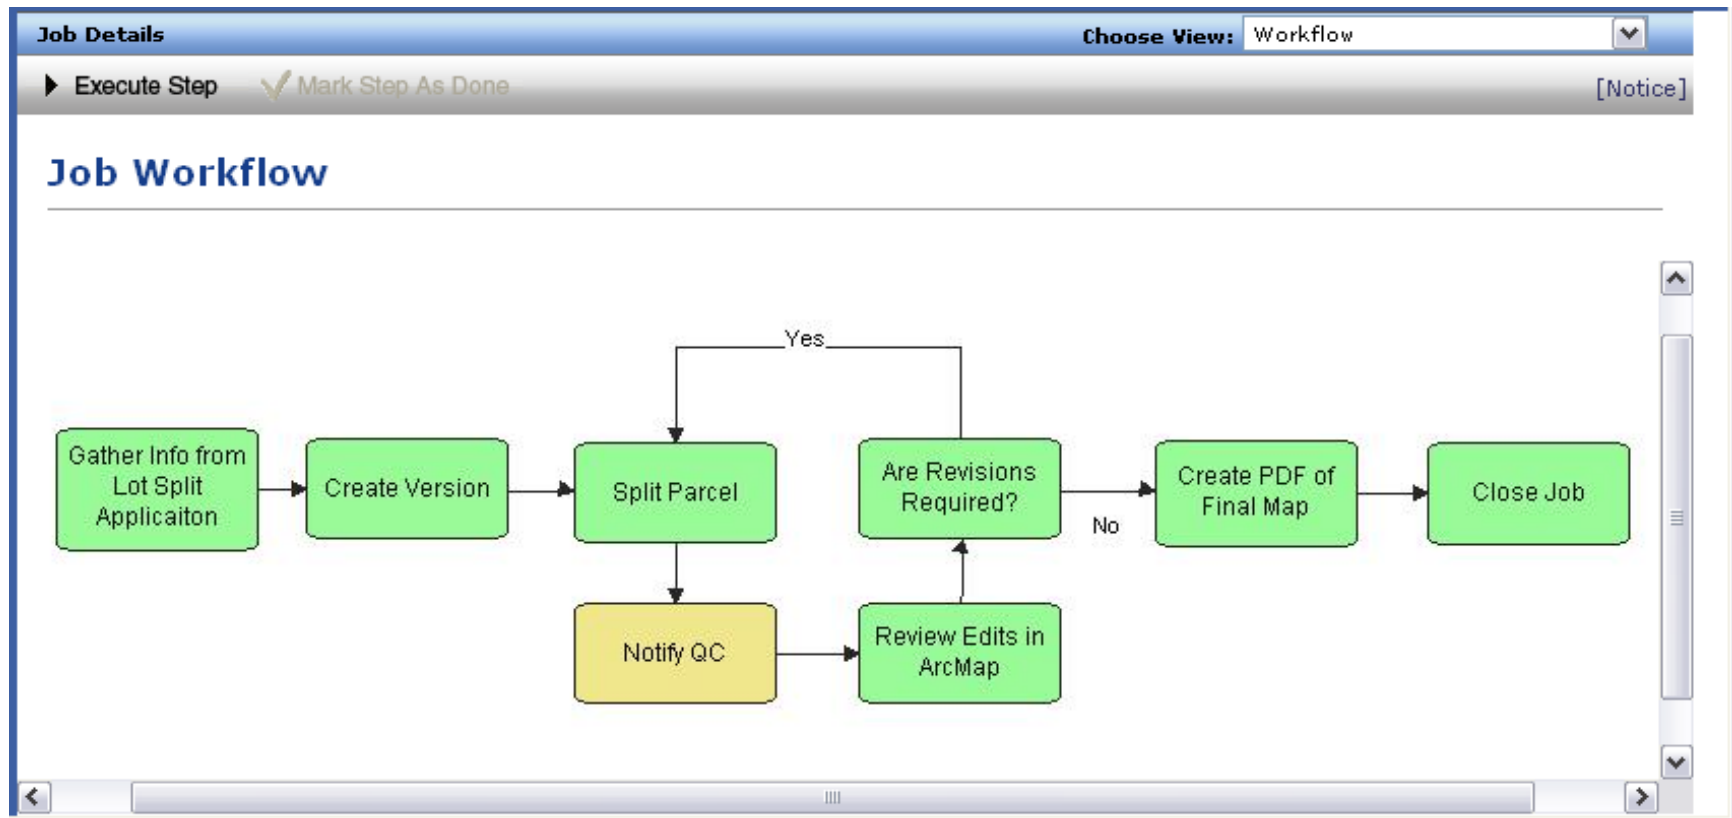 Job Details
Choose View: Workflow
Execute Step
Mark Step As Done
[Notice]
Job Workflow
Yes
Gather Info from
Lot Split
Applicaiton
Create Version
Split Parcel
Are Revisions
Required?
No
Create PDF of
Final Map
Close Job
Notify QC
Review Edits in
ArcMap